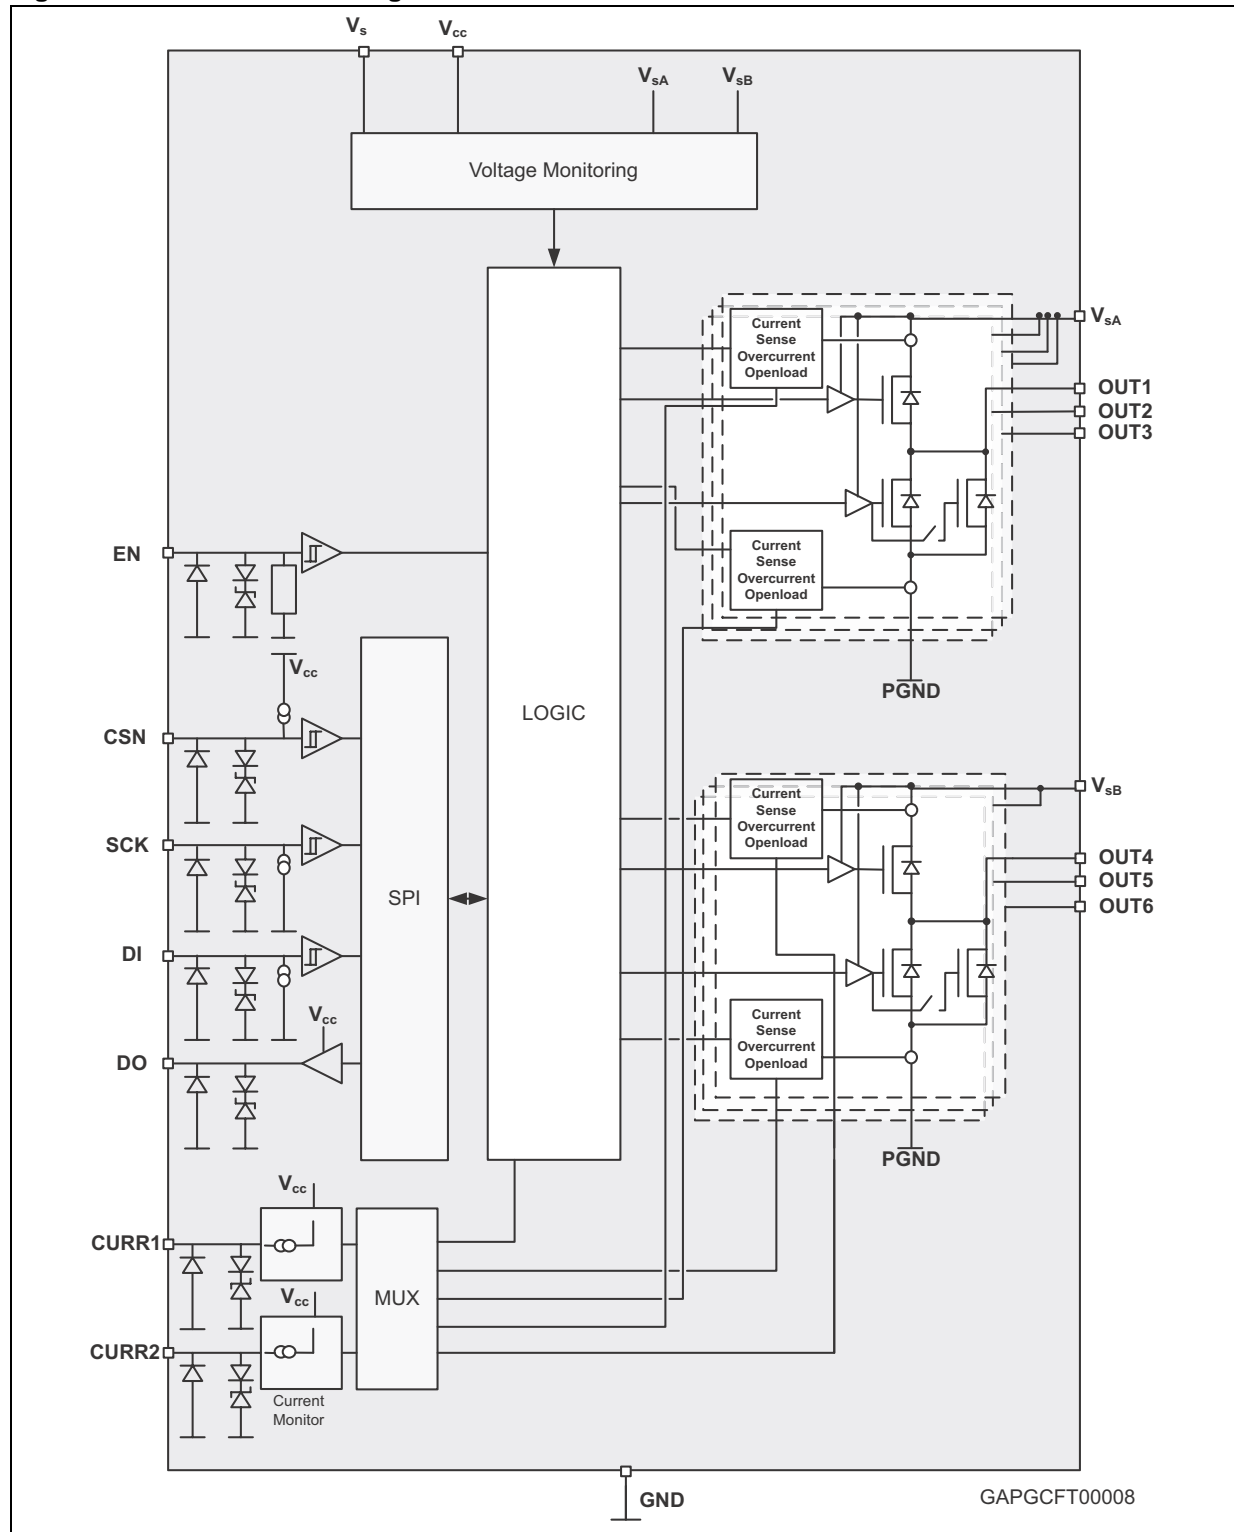 Vs
Vcc
VsA
VsB
Voltage Monitoring
Current
Sense
Overcurrent
Openload
VsA
OUT1
OUT2
OUT3
Current
Sense
Overcurrent
Openload
PGND
EN
Vcc
LOGIC
CSN
SCK
SPI
DI
Vcc
DO
Current
Sense
Overcurrent
Openload
VsB
OUT4
OUT5
OUT6
Current
Sense
Overcurrent
Openload
PGND
Vcc
CURR1
MUX
Vcc
CURR2
Current
Monitor
GND
GAPGCFT00008